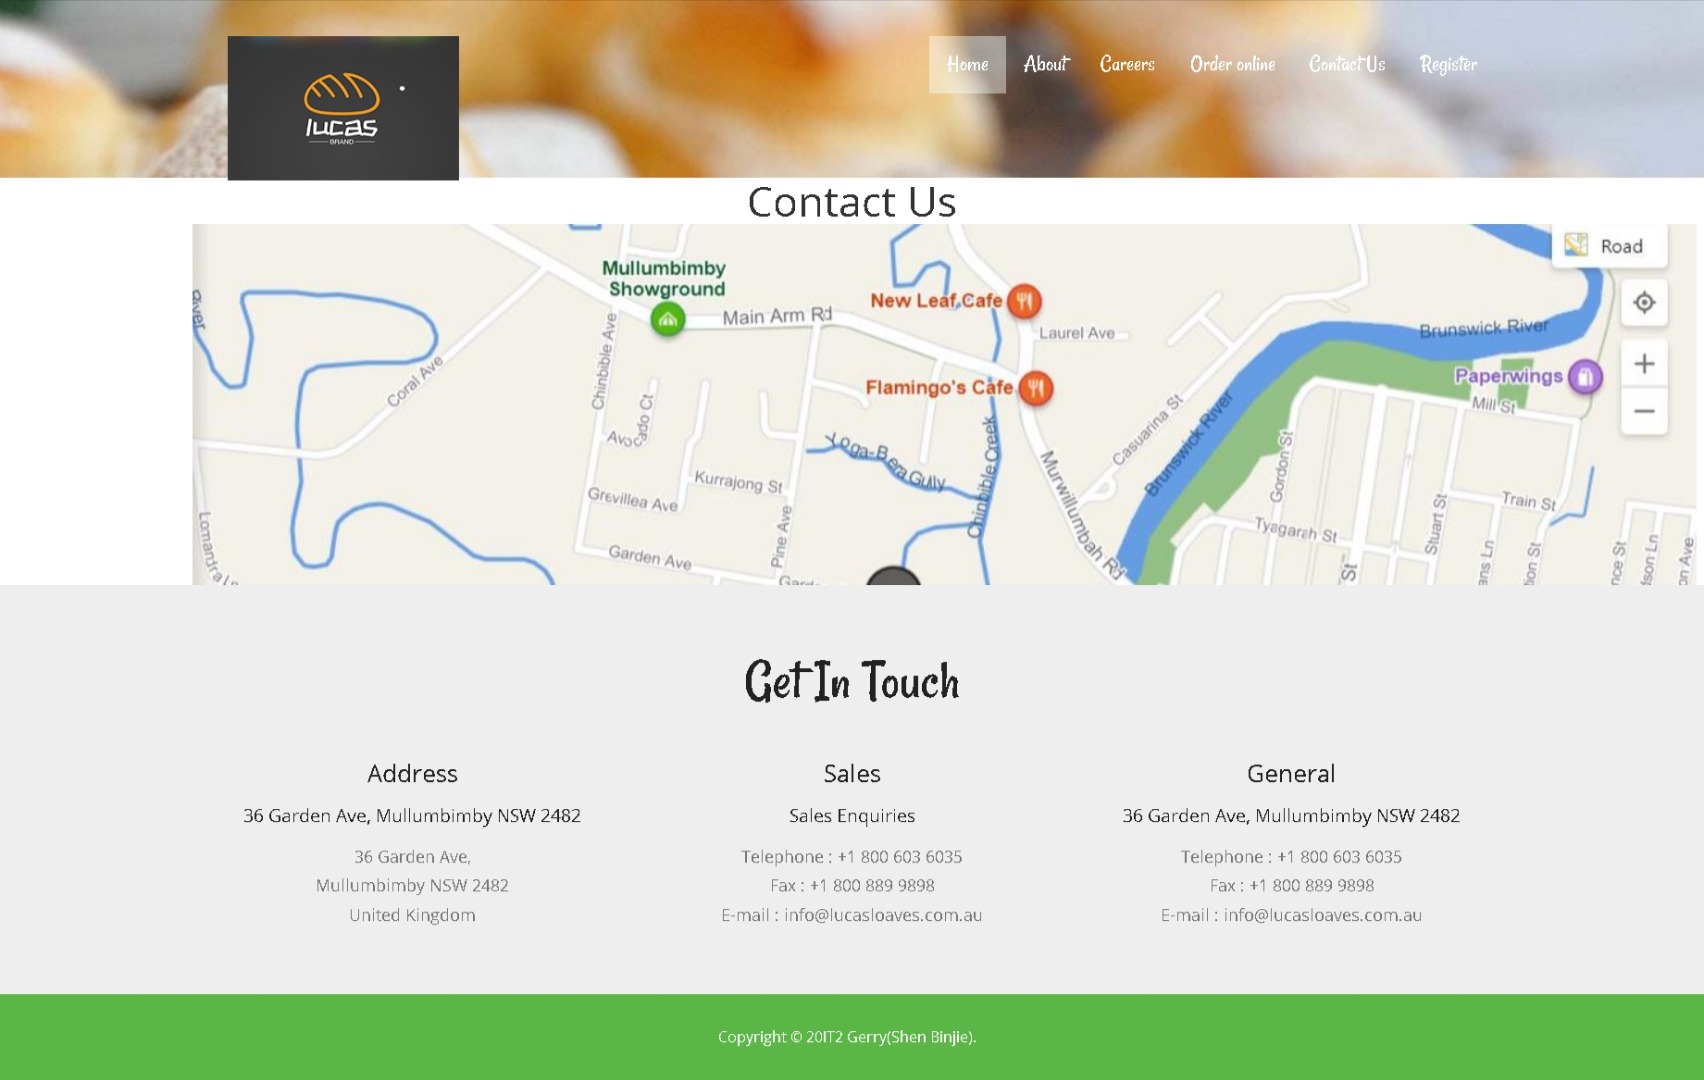 Home About Careers Order online Contact Us Register
lucas
BRAND
Contact Us
Road
Mullumbimby
Showground
New Leaf Cafe
Main Arm Rd
River
Laurel Ave
Brunswick River
Coral Ave
Chinbible Ave
Flamingo's Cafe
Paperwings
Mill St
Avocado Ct
Casuarina St
Brunswick River
Yoga-Bera Gully
Chinbible Creek
Murwillumbah Rd
Gordon St
Kurrajong St
Grevillea Ave
Train St
Stuart St
Tyagarah St
Lomandra Ln
Pine Ave
Garden Ave
St
Get In Touch
Address Sales General
36 Garden Ave, Mullumbimby NSW 2482 Sales Enquiries 36 Garden Ave, Mullumbimby NSW 2482
36 Garden Ave, Telephone : +1 800 603 6035 Telephone : +1 800 603 6035
Mullumbimby NSW 2482 Fax : +1 800 889 9898 Fax : +1 800 889 9898
United Kingdom E-mail : info@lucasloaves.com.au E-mail : info@lucasloaves.com.au
Copyright © 20IT2 Gerry(Shen Binjie).